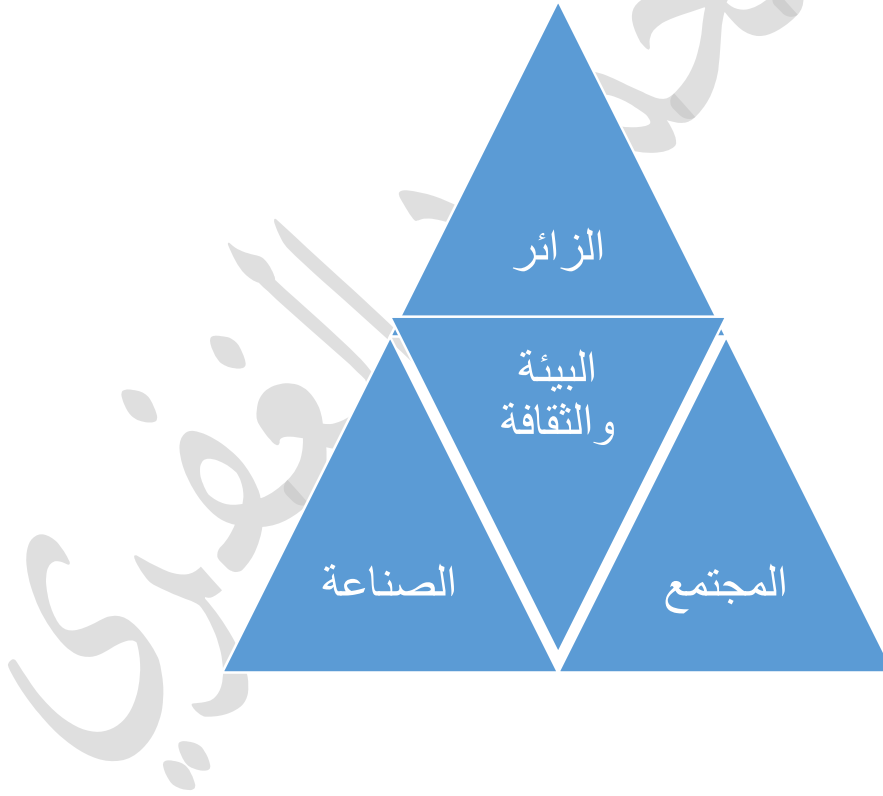 الزائر
البيئة
والثقافة
المجتمع
الصناعة